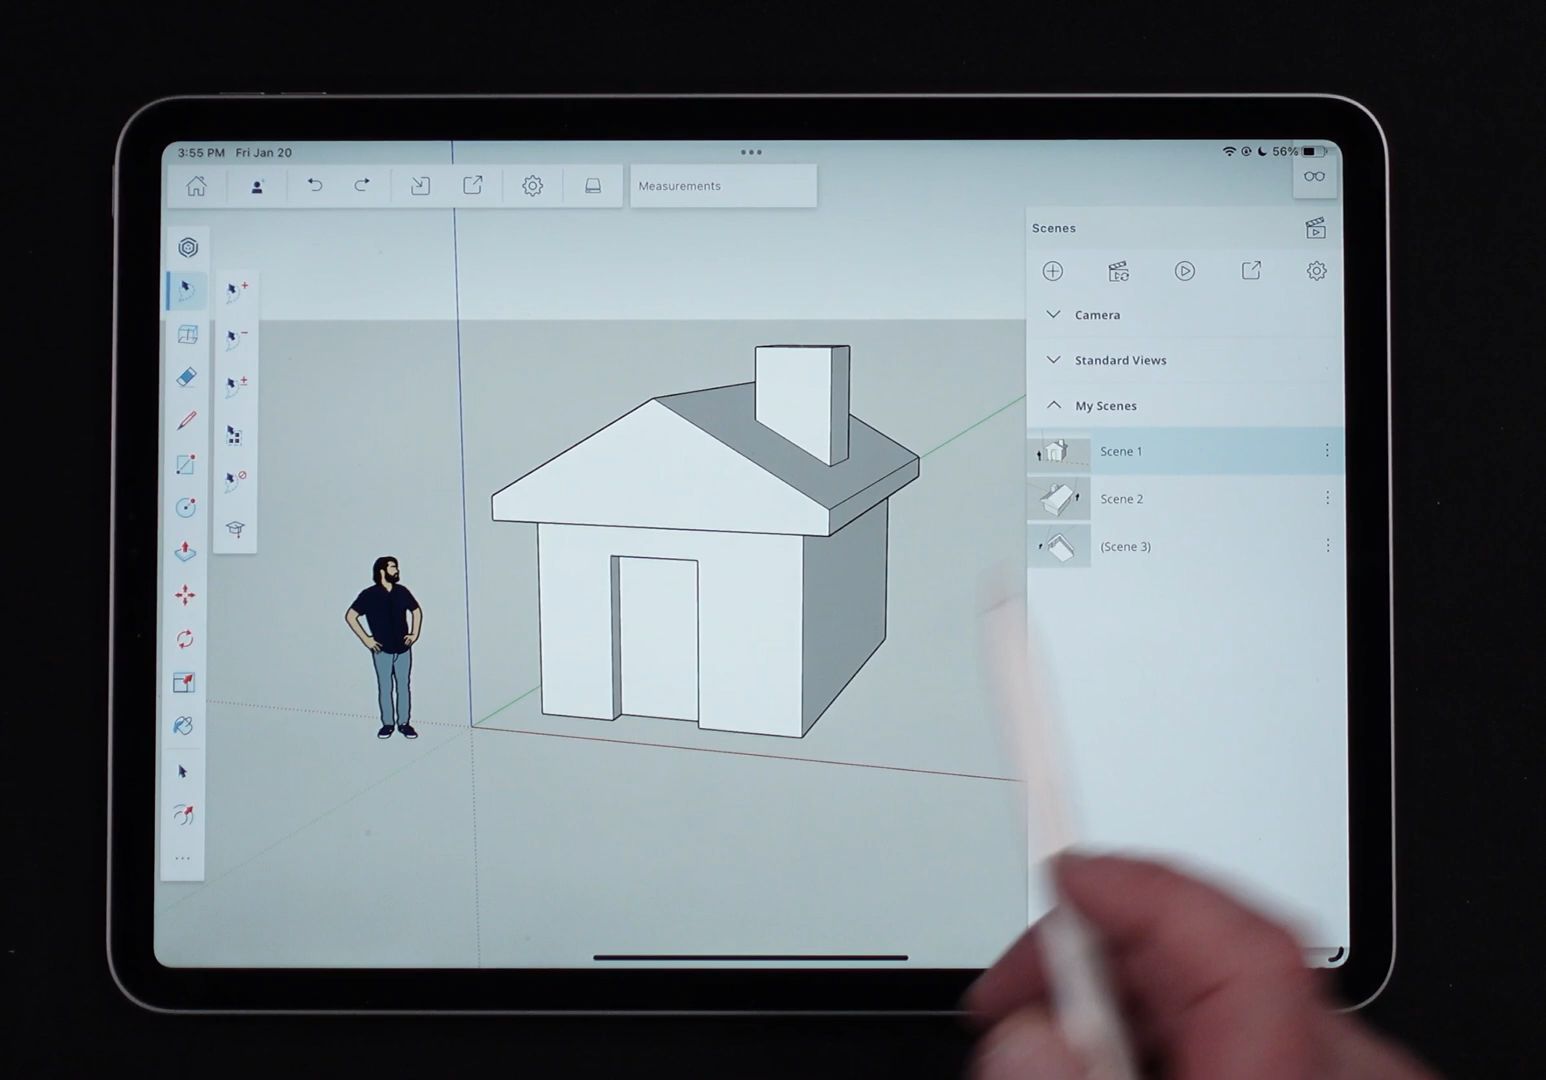 3:55 PM Fri Jan 20
56%
Measurements
Scenes
Camera
Standard Views
My Scenes
Scene 1
Scene 2
(Scene 3)